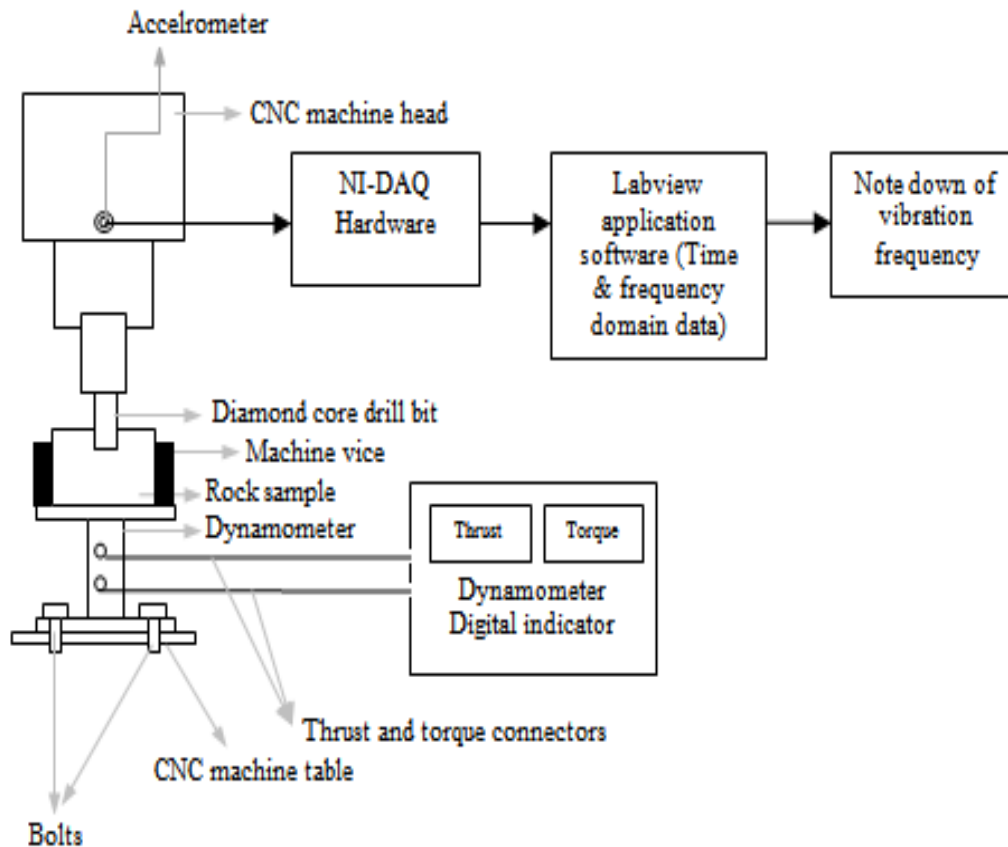 Accelrometer
CNC machine head
NI-DAQ
Hardware
Labview
application
software (Time
& frequency
domain data)
Note down of
vibration
frequency
Diamond core drill bit
Machine vice
Rock sample
Dynamometer
Thrust
Torque
Dynamometer
Digital indicator
Thrust and torque connectors
CNC machine table
Bolts